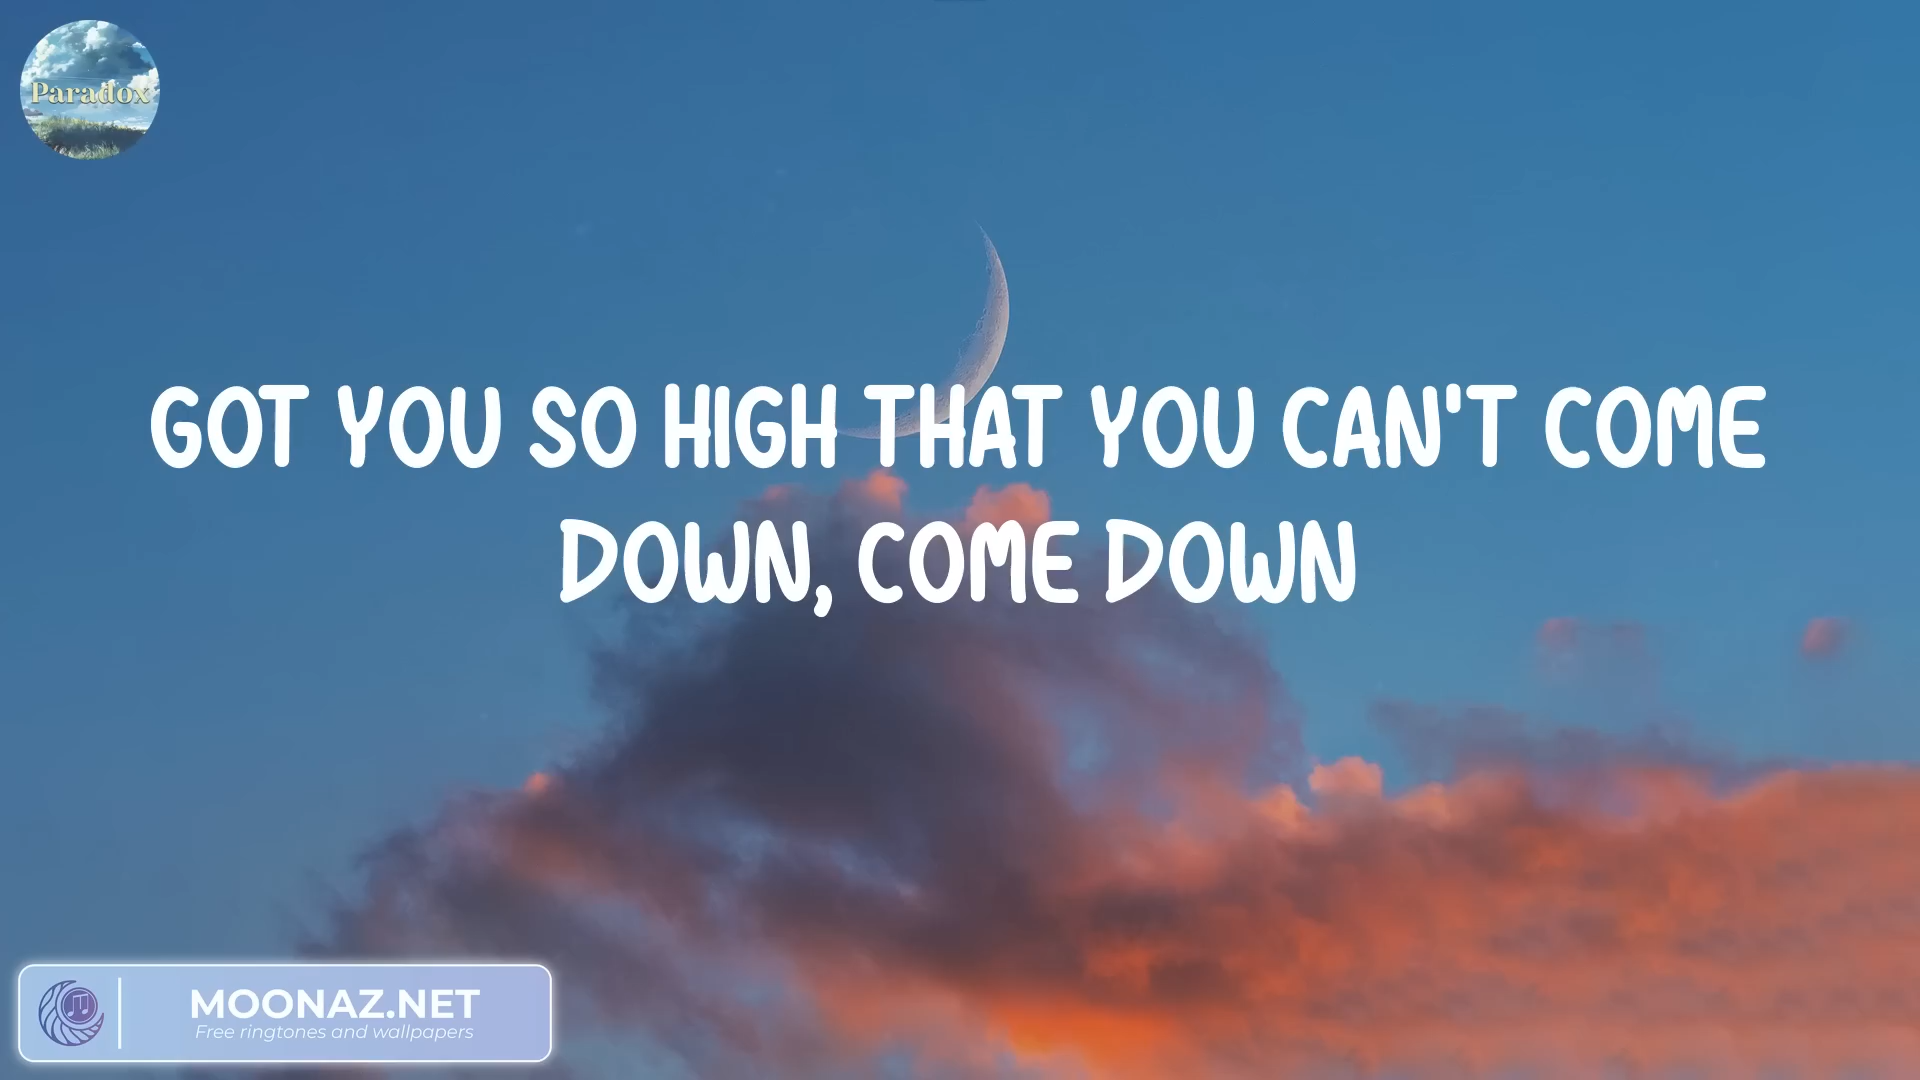 Paradox
GOT YOU SO HIGH THAT YOU CAN'T COME
DOWN, COME DOWN
MOONAZ.NET
Free ringtones and wallpapers